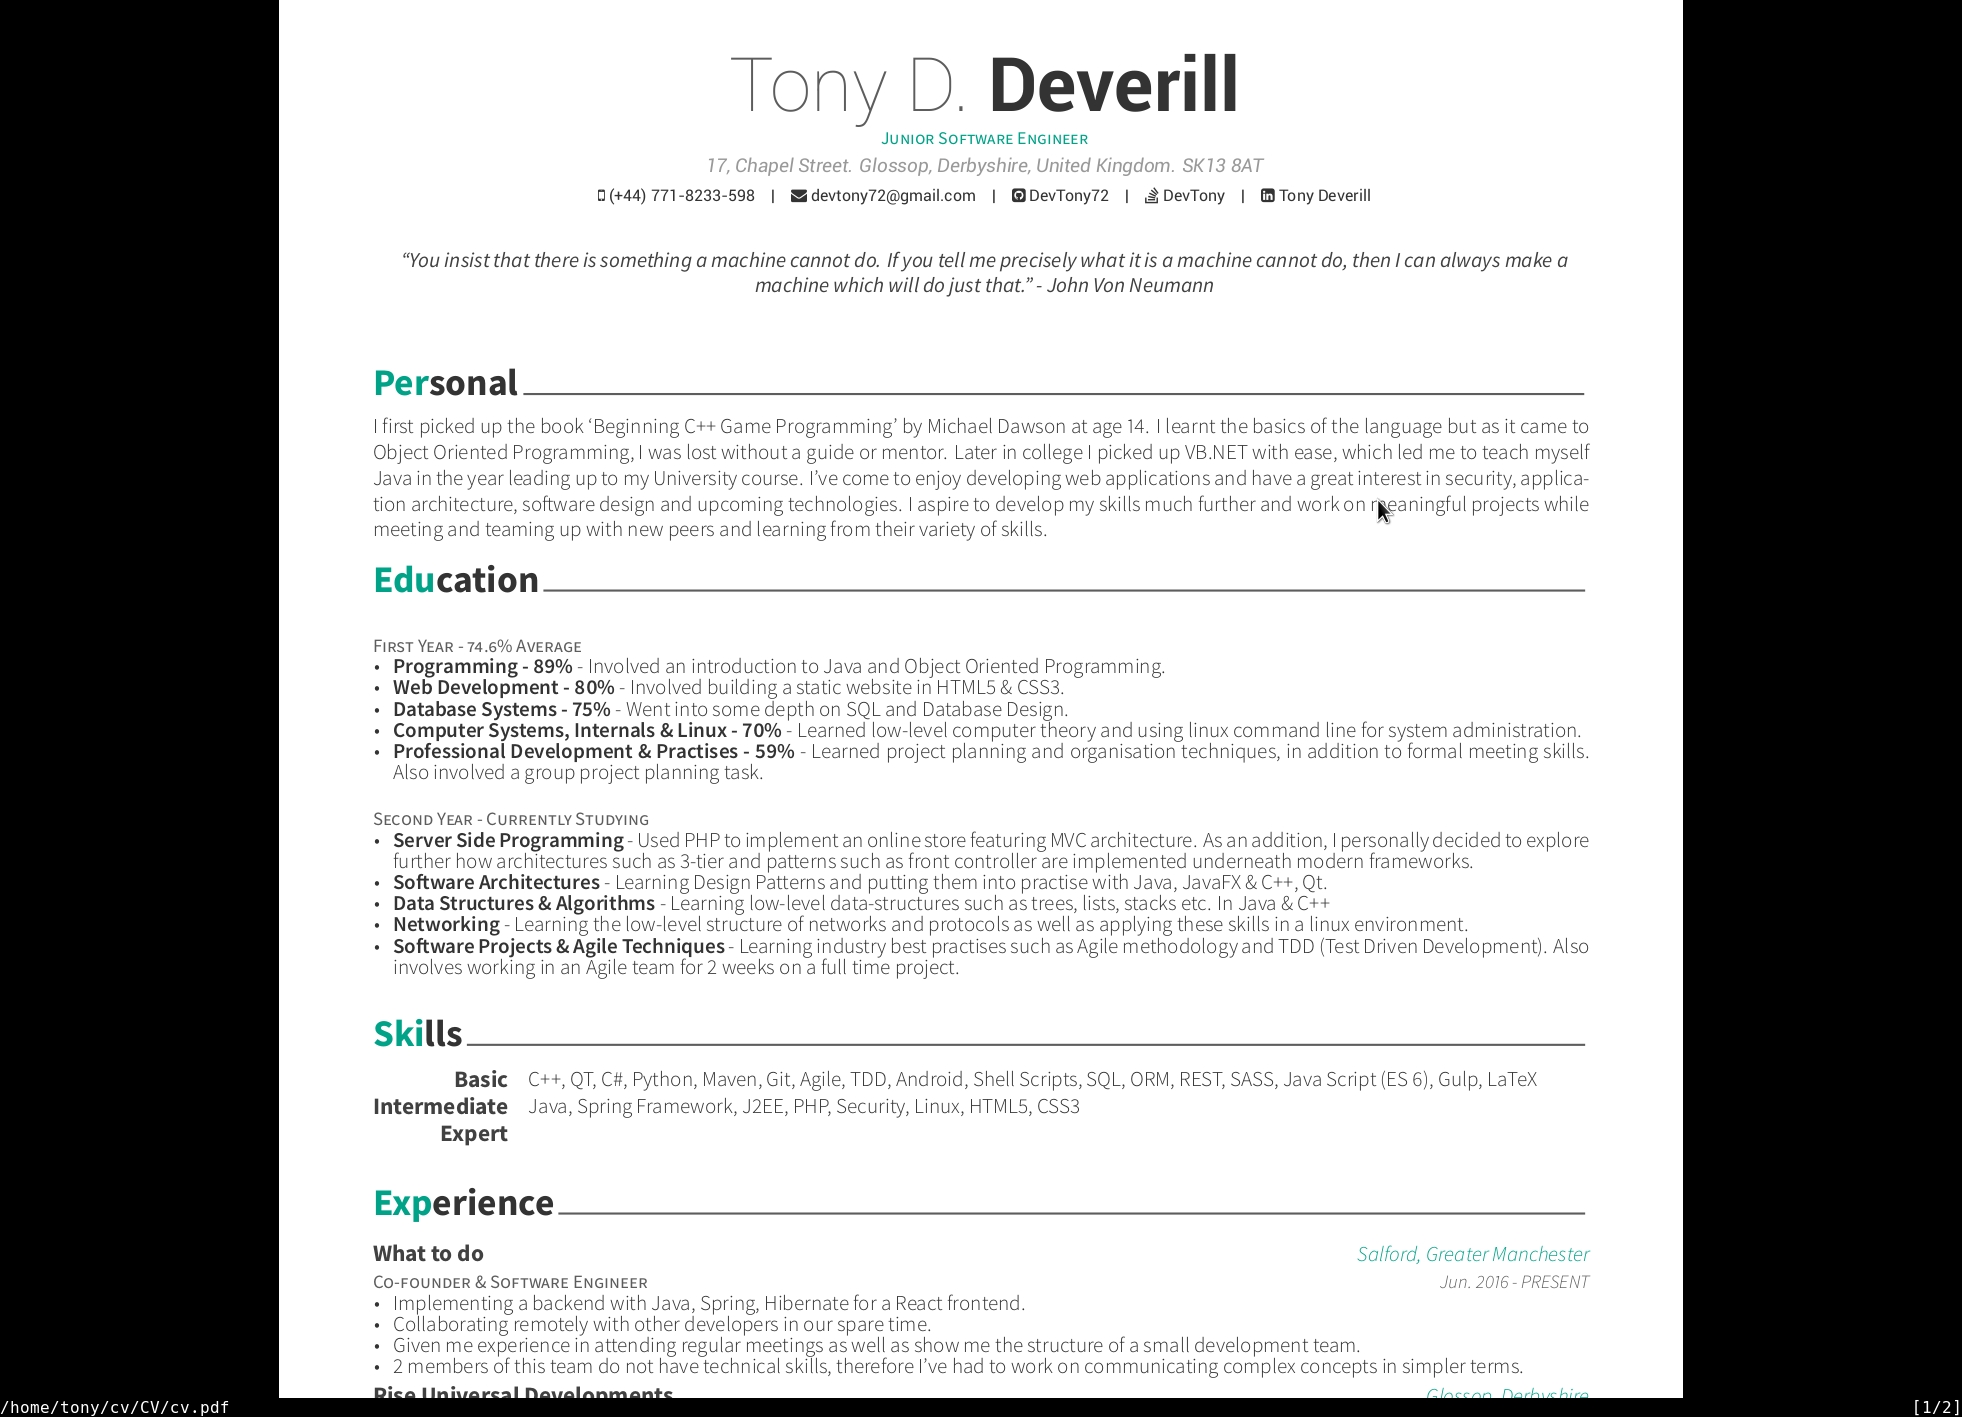 Tony D. Deverill
Junior Software Engineer
17, Chapel Street. Glossop, Derbyshire, United Kingdom. SK13 8AT
(+44) 771-8233-598 | devtony72@gmail.com | DevTony72 | DevTony | Tony Deverill
“You insist that there is something a machine cannot do. If you tell me precisely what it is a machine cannot do, then I can always make a
machine which will do just that.” - John Von Neumann
Personal
I first picked up the book ‘Beginning C++ Game Programming’ by Michael Dawson at age 14. I learnt the basics of the language but as it came to
Object Oriented Programming, I was lost without a guide or mentor. Later in college I picked up VB.NET with ease, which led me to teach myself
Java in the year leading up to my University course. I’ve come to enjoy developing web applications and have a great interest in security, applica-
tion architecture, software design and upcoming technologies. I aspire to develop my skills much further and work on meaningful projects while
meeting and teaming up with new peers and learning from their variety of skills.
Education
First Year - 74.6% Average
• Programming - 89% - Involved an introduction to Java and Object Oriented Programming.
• Web Development - 80% - Involved building a static website in HTML5 & CSS3.
• Database Systems - 75% - Went into some depth on SQL and Database Design.
• Computer Systems, Internals & Linux - 70% - Learned low-level computer theory and using linux command line for system administration.
• Professional Development & Practises - 59% - Learned project planning and organisation techniques, in addition to formal meeting skills.
Also involved a group project planning task.
Second Year - Currently Studying
• Server Side Programming - Used PHP to implement an online store featuring MVC architecture. As an addition, I personally decided to explore
further how architectures such as 3-tier and patterns such as front controller are implemented underneath modern frameworks.
• Software Architectures - Learning Design Patterns and putting them into practise with Java, JavaFX & C++, Qt.
• Data Structures & Algorithms - Learning low-level data-structures such as trees, lists, stacks etc. In Java & C++
• Networking - Learning the low-level structure of networks and protocols as well as applying these skills in a linux environment.
• Software Projects & Agile Techniques - Learning industry best practises such as Agile methodology and TDD (Test Driven Development). Also
involves working in an Agile team for 2 weeks on a full time project.
Skills
Basic C++, QT, C#, Python, Maven, Git, Agile, TDD, Android, Shell Scripts, SQL, ORM, REST, SASS, Java Script (ES 6), Gulp, LaTeX
Intermediate Java, Spring Framework, J2EE, PHP, Security, Linux, HTML5, CSS3
Expert
Experience
What to do Salford, Greater Manchester
Co-founder & Software Engineer Jun. 2016 - PRESENT
• Implementing a backend with Java, Spring, Hibernate for a React frontend.
• Collaborating remotely with other developers in our spare time.
• Given me experience in attending regular meetings as well as show me the structure of a small development team.
• 2 members of this team do not have technical skills, therefore I’ve had to work on communicating complex concepts in simpler terms.
Rise Universal Developments Glossop, Derbyshire
/home/tony/cv/CV/cv.pdf [1/2]